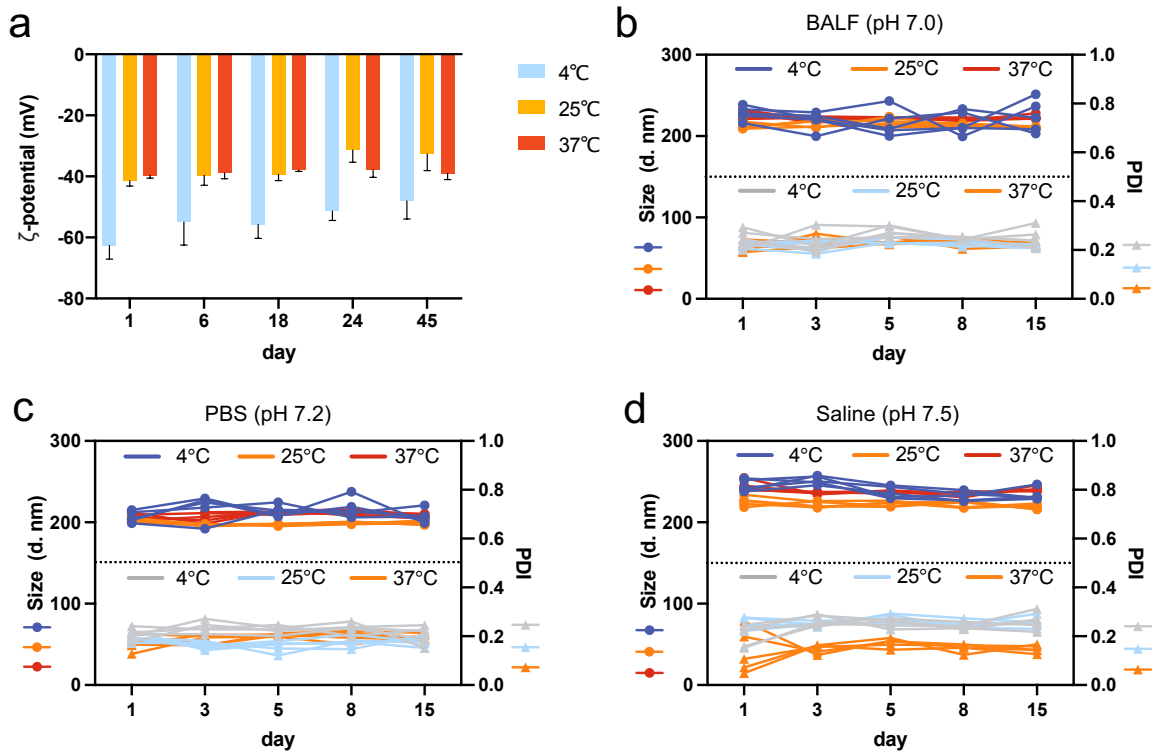 a
0
-20
-40
-60
-80
ζ-potential (mV)
1 6 18 24 45
day
4℃
25℃
37℃
b
BALF (pH 7.0)
300
200
100
0
Size (d. nm)
4°C 25°C 37°C
4°C 25°C 37°C
1.0
0.8
0.6
0.4
0.2
0.0
PDI
1 3 5 8 15
day
c
PBS (pH 7.2)
300
200
100
0
Size (d. nm)
4°C 25°C 37°C
4°C 25°C 37°C
1.0
0.8
0.6
0.4
0.2
0.0
PDI
1 3 5 8 15
day
d
Saline (pH 7.5)
300
200
100
0
Size (d. nm)
4°C 25°C 37°C
4°C 25°C 37°C
1.0
0.8
0.6
0.4
0.2
0.0
PDI
1 3 5 8 15
day